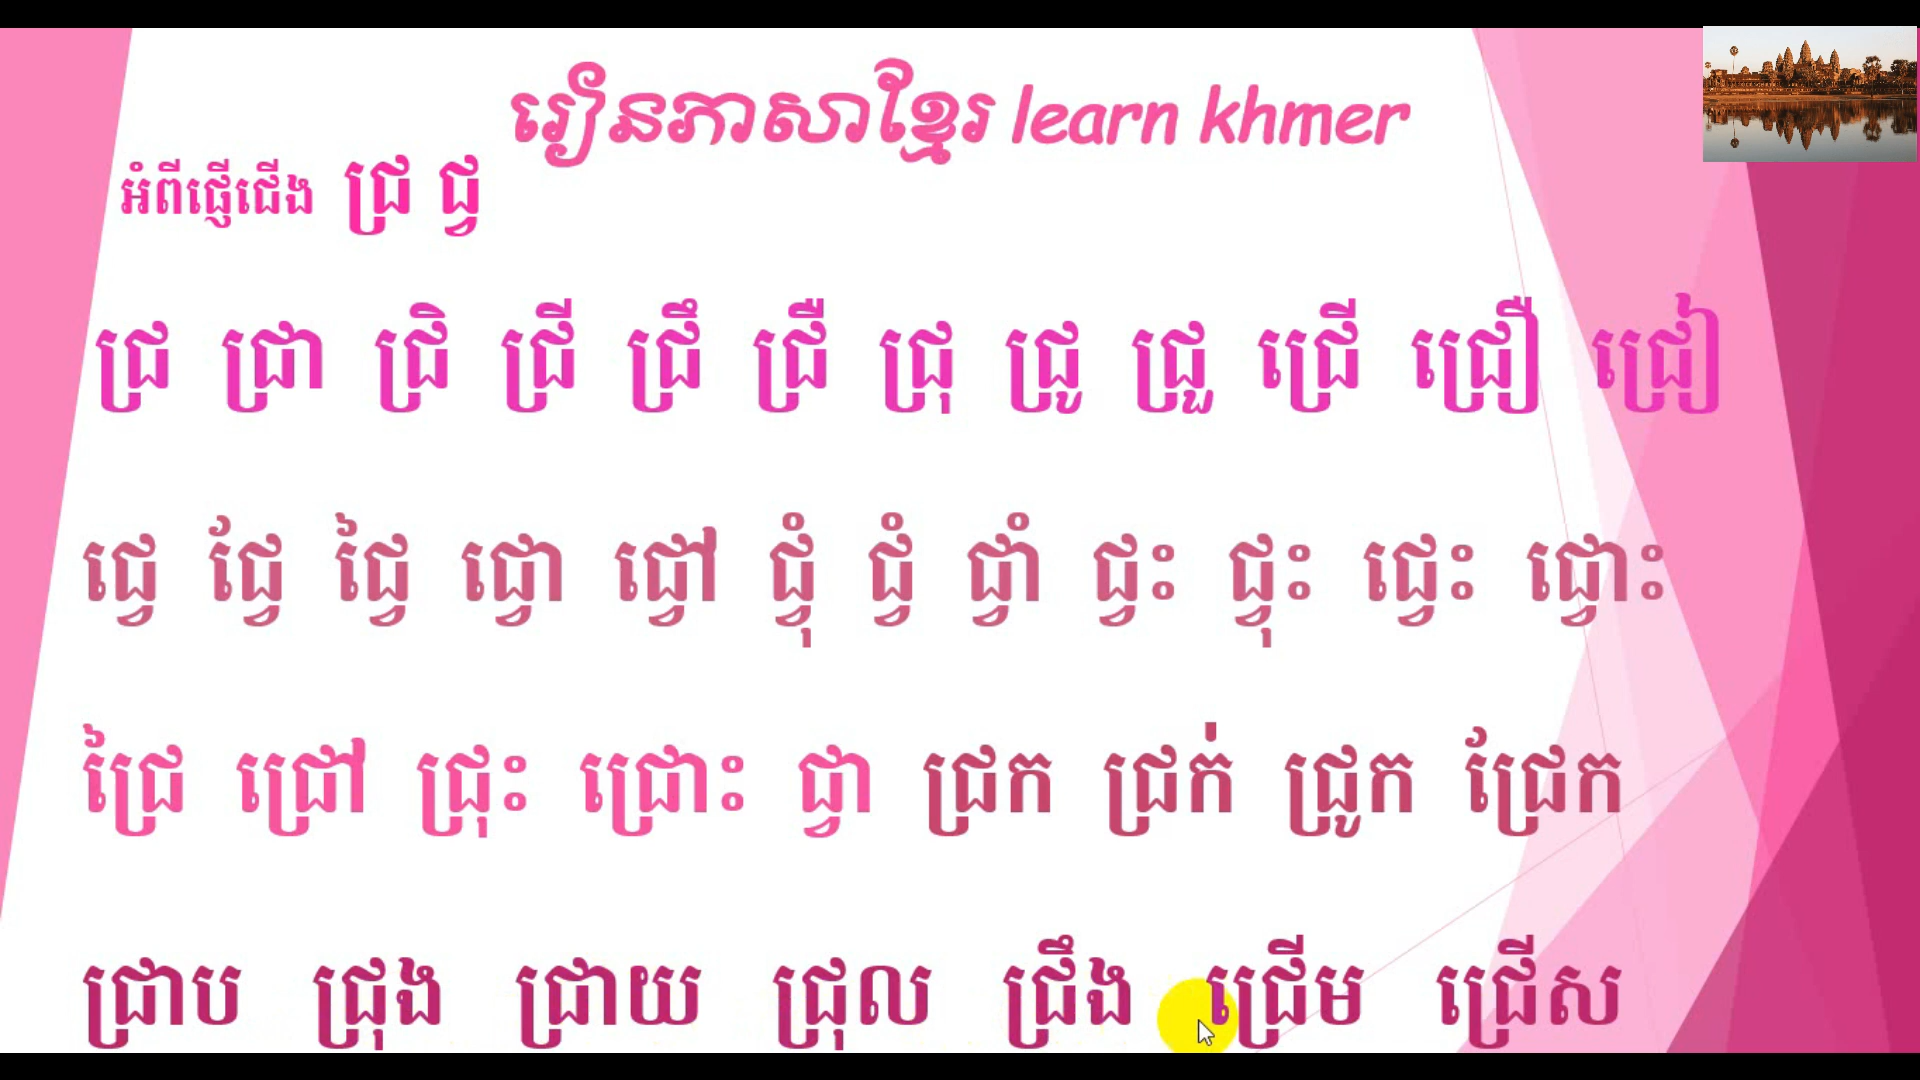 រៀនភាសាខ្មែរ learn khmer
អំពីផ្ញើជើង ជ្រ ជ្វ
ជ្រ ជ្រា ជ្រិ ជ្រី ជ្រឹ ជ្រឺ ជ្រុ ជ្រូ ជ្រួ ជ្រើ ជ្រឿ ជ្រៀ
ជ្វេ ជ្វែ ជ្វៃ ជ្វោ ជ្វៅ ជ្វុំ ជ្វំ ជ្វាំ ជ្វះ ជ្វុះ ជ្វេះ ជ្វោះ
ជ្រៃ ជ្រៅ ជ្រុះ ជ្រោះ ជ្វា ជ្រក ជ្រក់ ជ្រូក ជ្រែក
ជ្រាប ជ្រុង ជ្រាយ ជ្រុល ជ្រឹង ជ្រើម ជ្រើស